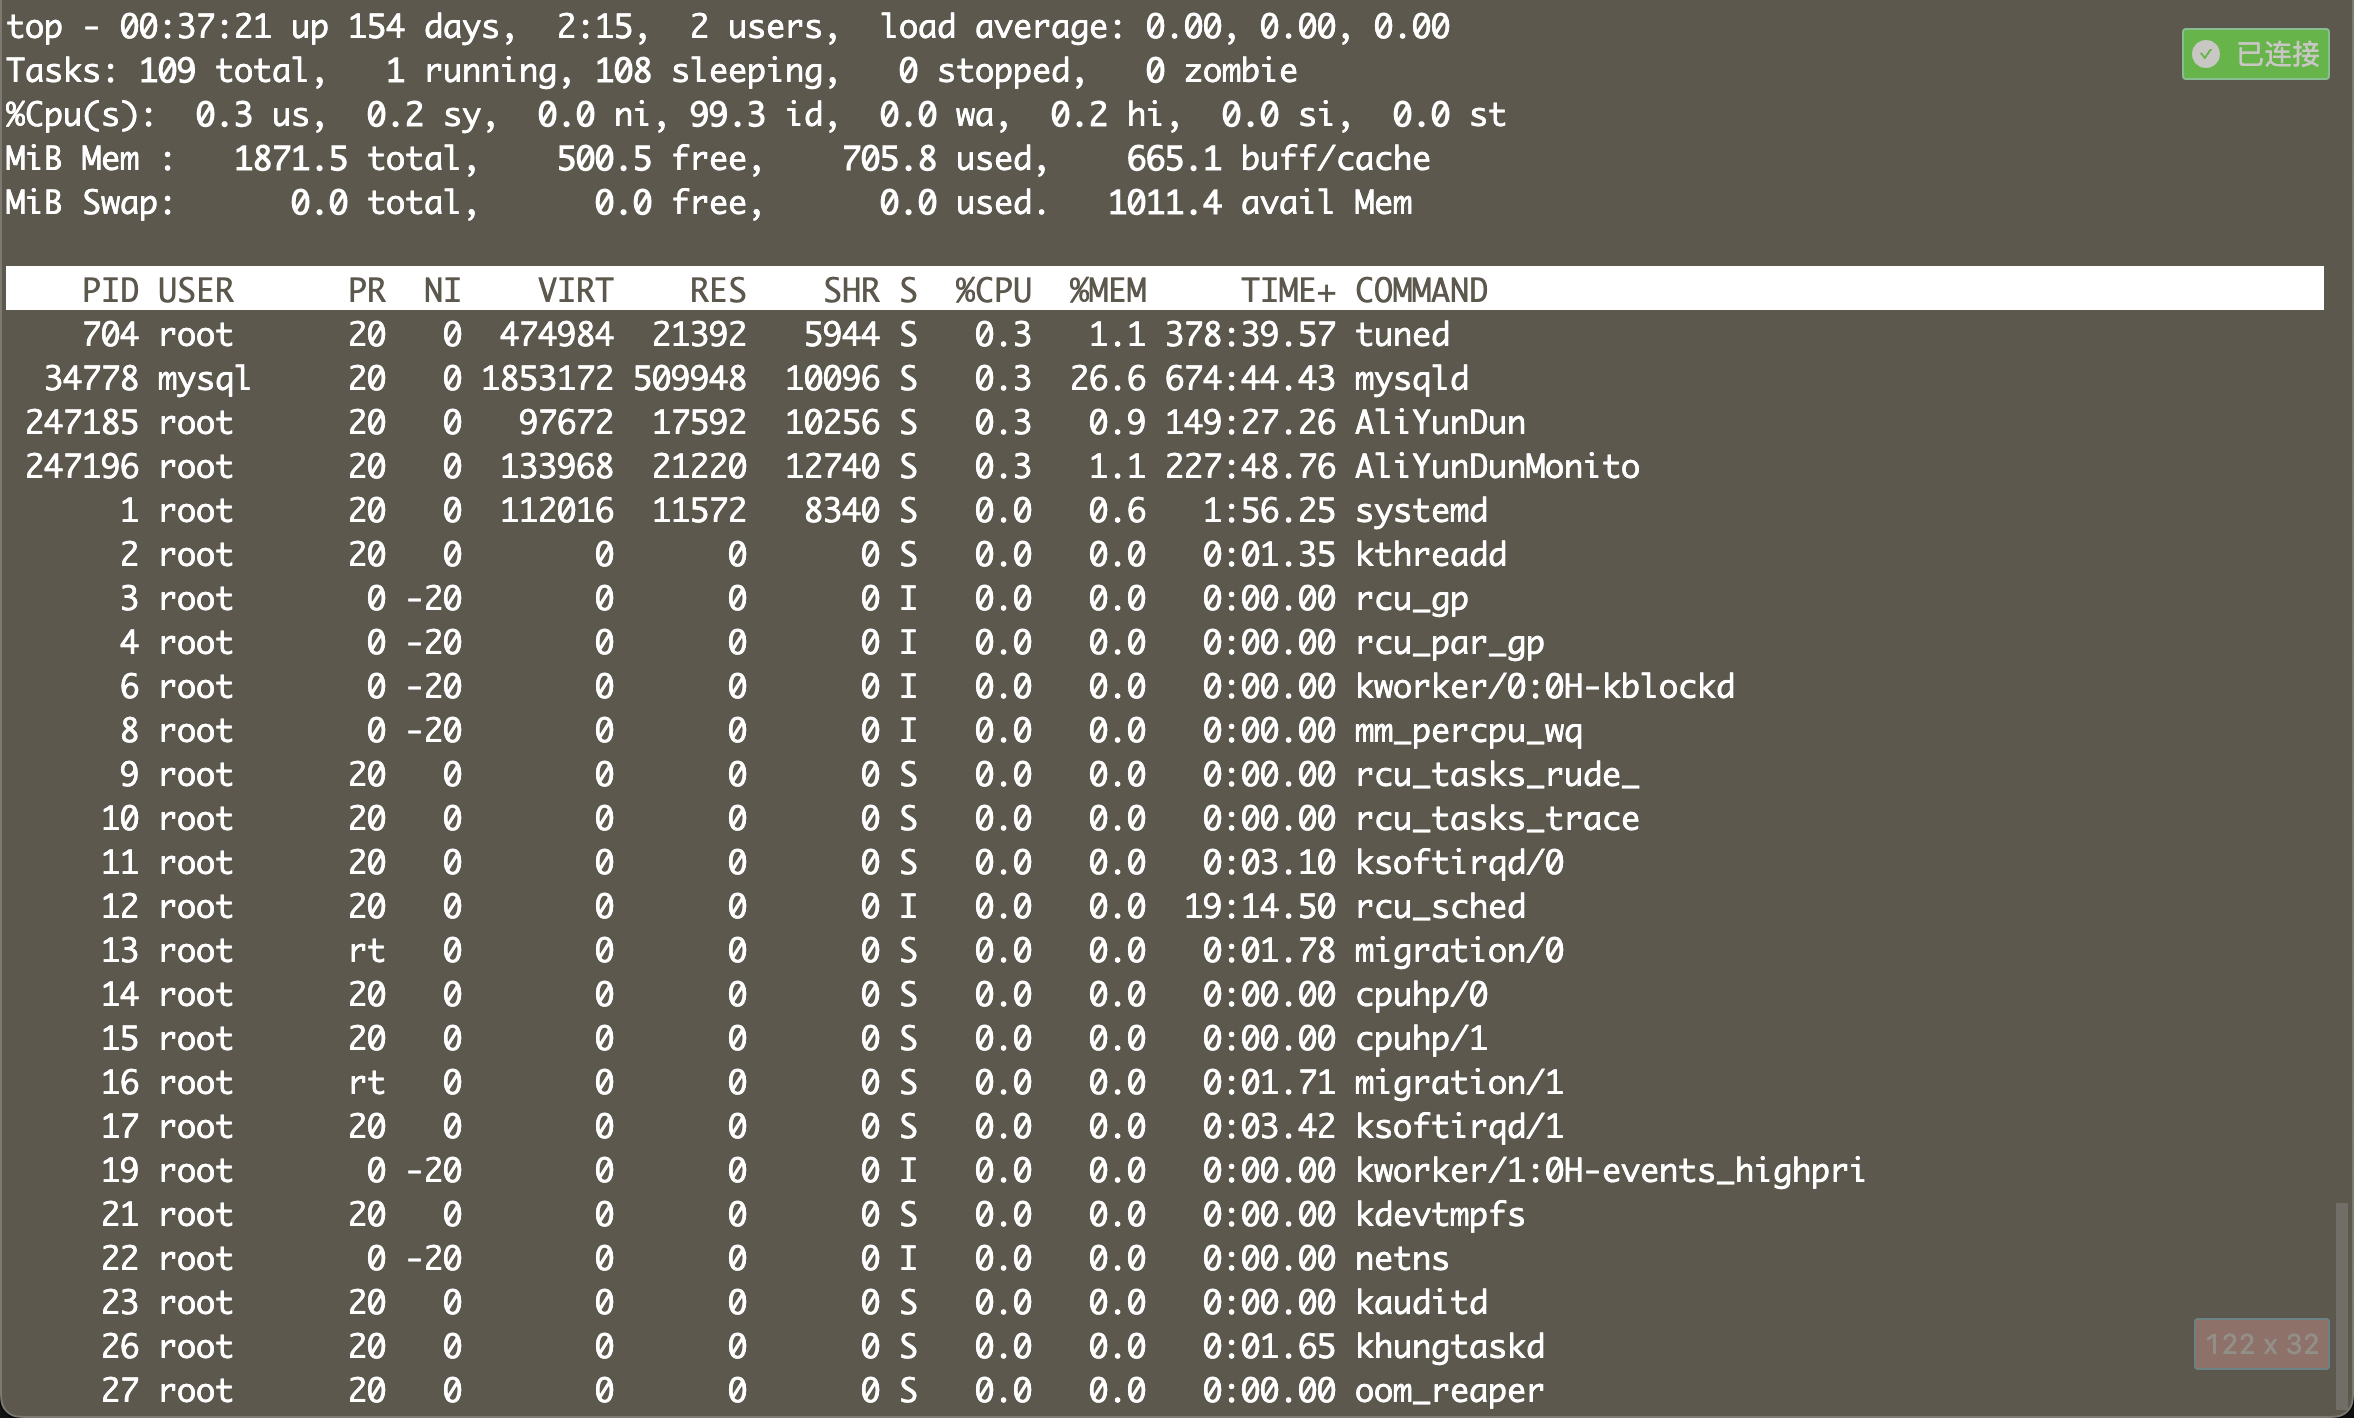 top - 00:37:21 up 154 days,  2:15,  2 users,  load average: 0.00, 0.00, 0.00
已连接
Tasks: 109 total,   1 running, 108 sleeping,   0 stopped,   0 zombie
%Cpu(s):  0.3 us,  0.2 sy,  0.0 ni, 99.3 id,  0.0 wa,  0.2 hi,  0.0 si,  0.0 st
MiB Mem :   1871.5 total,    500.5 free,    705.8 used,    665.1 buff/cache
MiB Swap:      0.0 total,      0.0 free,      0.0 used.   1011.4 avail Mem
PID USER      PR  NI    VIRT    RES    SHR S  %CPU  %MEM     TIME+ COMMAND
704 root      20   0  474984  21392   5944 S   0.3   1.1 378:39.57 tuned
34778 mysql     20   0 1853172 509948  10096 S   0.3  26.6 674:44.43 mysqld
247185 root      20   0   97672  17592  10256 S   0.3   0.9 149:27.26 AliYunDun
247196 root      20   0  133968  21220  12740 S   0.3   1.1 227:48.76 AliYunDunMonito
1 root      20   0  112016  11572   8340 S   0.0   0.6   1:56.25 systemd
2 root      20   0       0      0      0 S   0.0   0.0   0:01.35 kthreadd
3 root       0 -20       0      0      0 I   0.0   0.0   0:00.00 rcu_gp
4 root       0 -20       0      0      0 I   0.0   0.0   0:00.00 rcu_par_gp
6 root       0 -20       0      0      0 I   0.0   0.0   0:00.00 kworker/0:0H-kblockd
8 root       0 -20       0      0      0 I   0.0   0.0   0:00.00 mm_percpu_wq
9 root      20   0       0      0      0 S   0.0   0.0   0:00.00 rcu_tasks_rude_
10 root      20   0       0      0      0 S   0.0   0.0   0:00.00 rcu_tasks_trace
11 root      20   0       0      0      0 S   0.0   0.0   0:03.10 ksoftirqd/0
12 root      20   0       0      0      0 I   0.0   0.0  19:14.50 rcu_sched
13 root      rt   0       0      0      0 S   0.0   0.0   0:01.78 migration/0
14 root      20   0       0      0      0 S   0.0   0.0   0:00.00 cpuhp/0
15 root      20   0       0      0      0 S   0.0   0.0   0:00.00 cpuhp/1
16 root      rt   0       0      0      0 S   0.0   0.0   0:01.71 migration/1
17 root      20   0       0      0      0 S   0.0   0.0   0:03.42 ksoftirqd/1
19 root       0 -20       0      0      0 I   0.0   0.0   0:00.00 kworker/1:0H-events_highpri
21 root      20   0       0      0      0 S   0.0   0.0   0:00.00 kdevtmpfs
22 root       0 -20       0      0      0 I   0.0   0.0   0:00.00 netns
23 root      20   0       0      0      0 S   0.0   0.0   0:00.00 kauditd
26 root      20   0       0      0      0 S   0.0   0.0   0:01.65 khungtaskd
122 x 32
27 root      20   0       0      0      0 S   0.0   0.0   0:00.00 oom_reaper